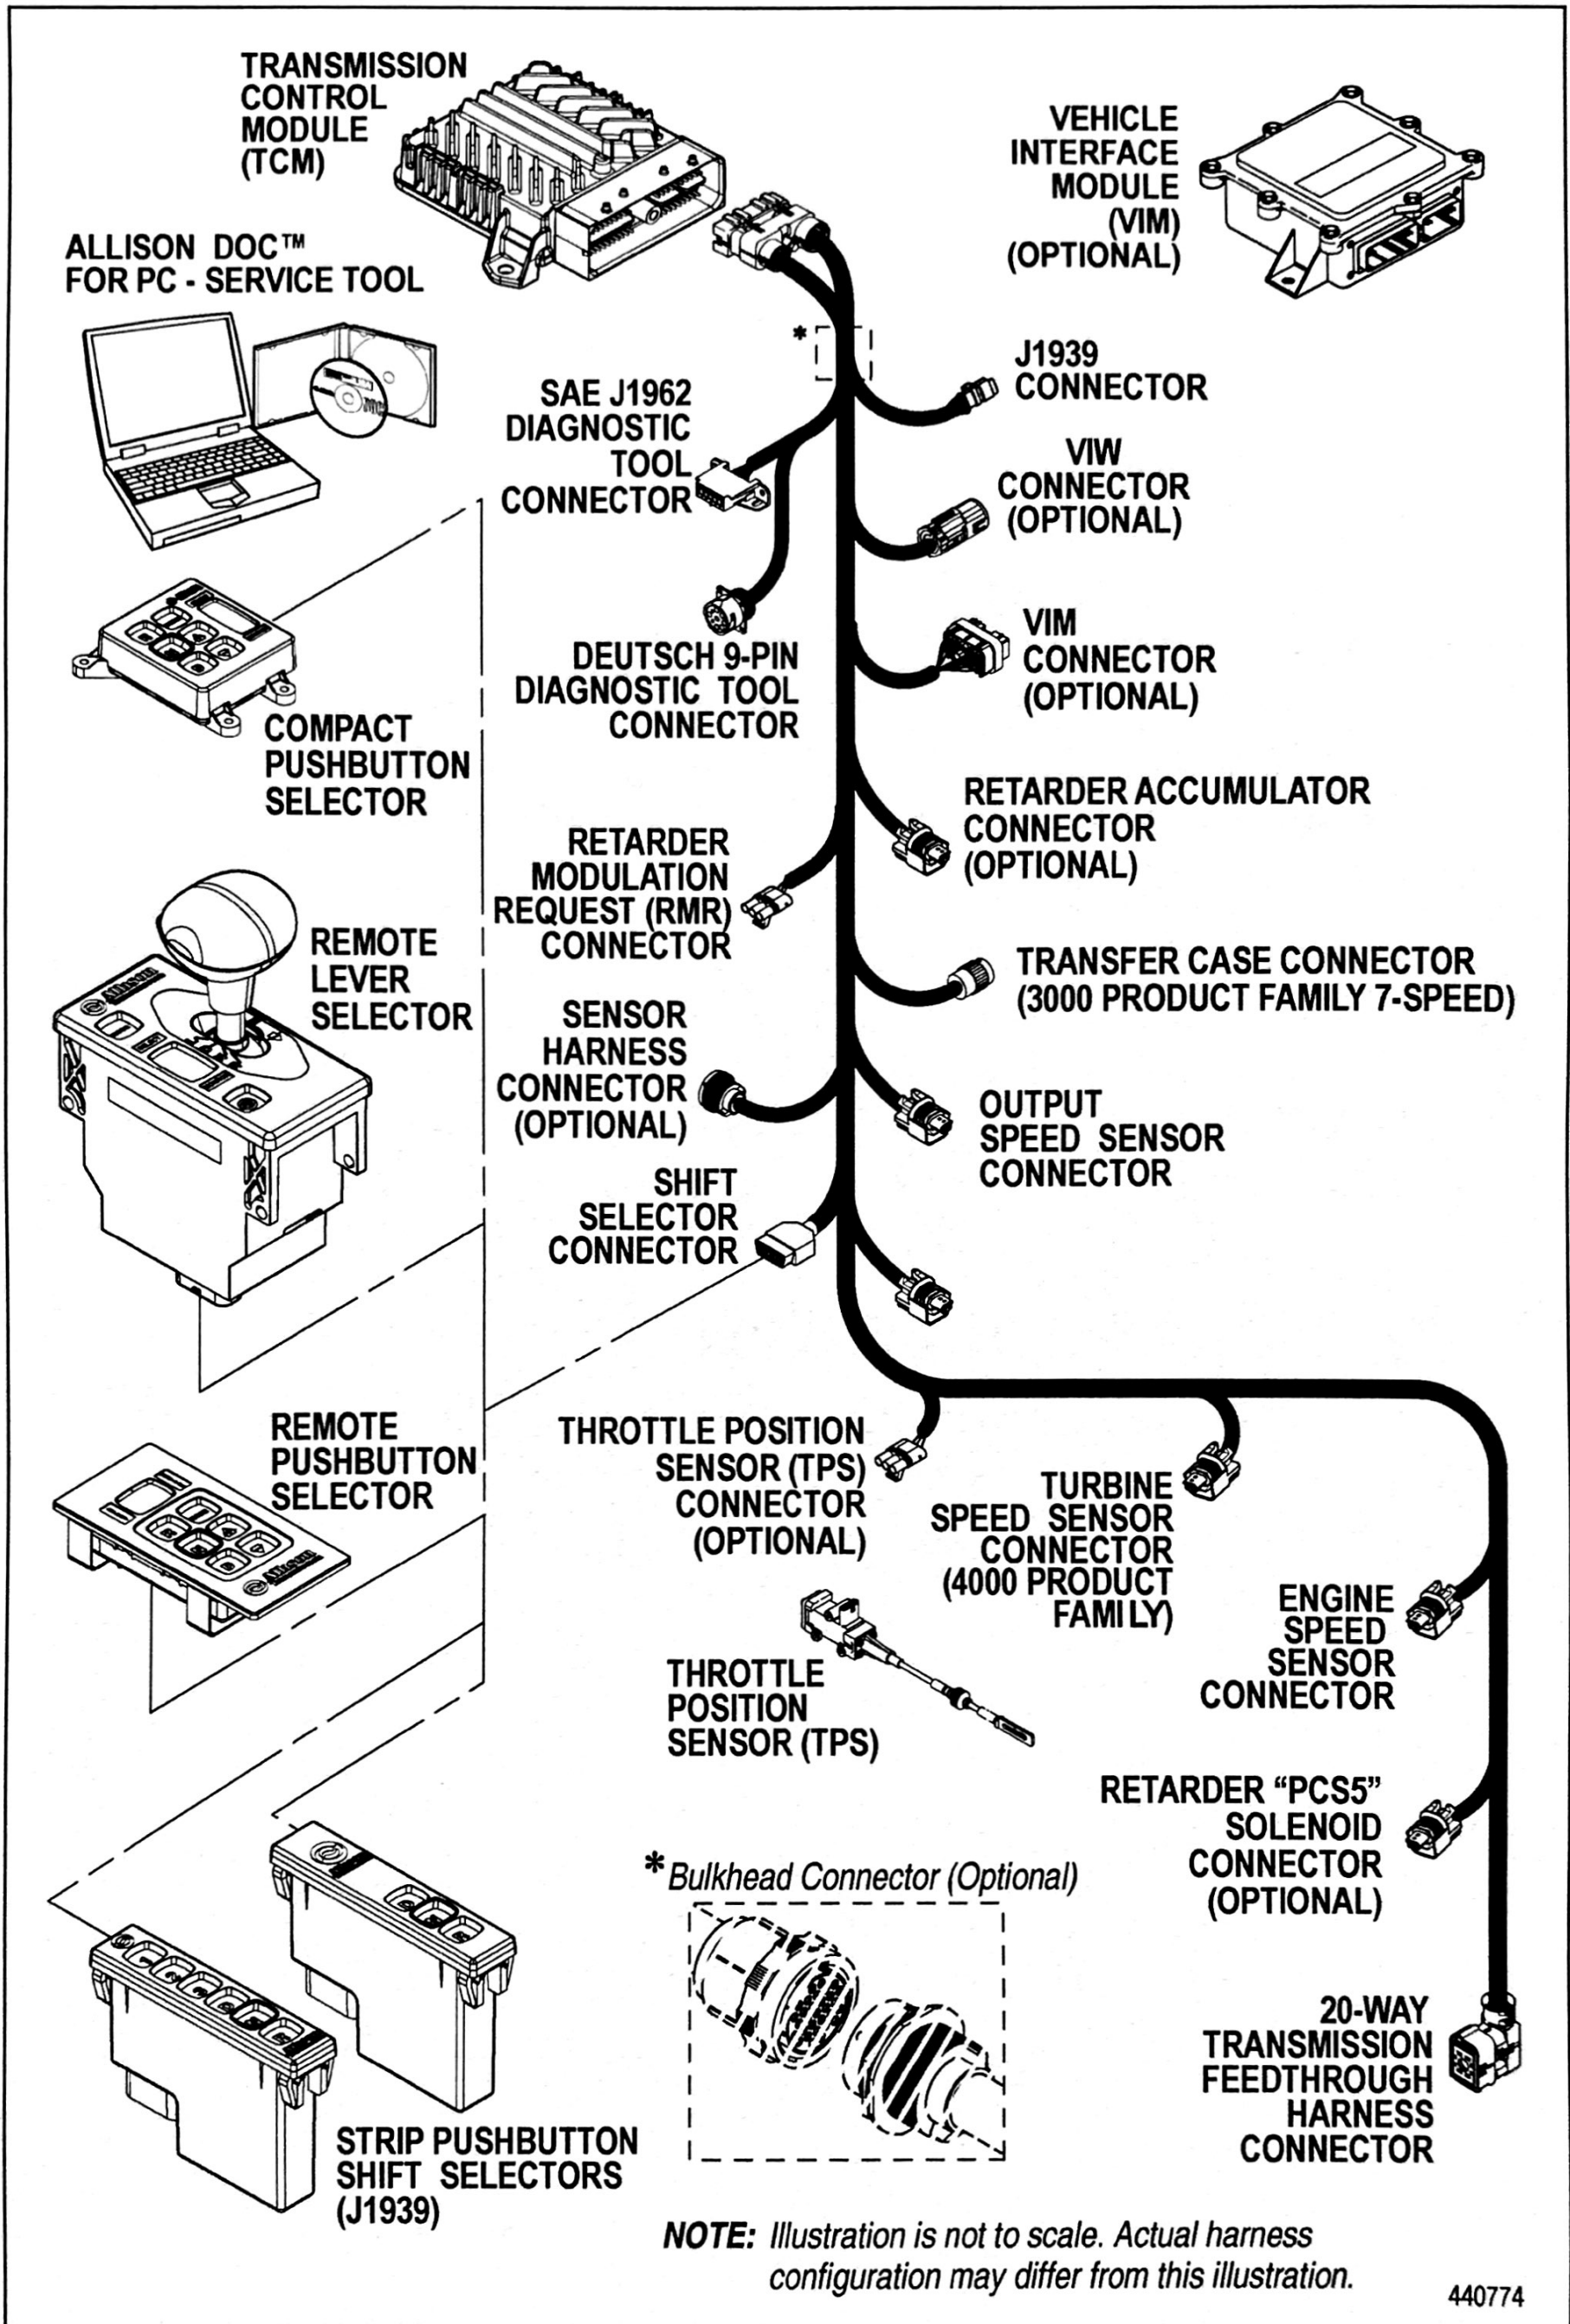 TRANSMISSION
CONTROL
MODULE
(TCM)
VEHICLE
INTERFACE
MODULE
(VIM)
(OPTIONAL)
ALLISON DOC™
FOR PC - SERVICE TOOL
*
J1939
CONNECTOR
SAE J1962
DIAGNOSTIC
TOOL
CONNECTOR
VIW
CONNECTOR
(OPTIONAL)
DEUTSCH 9-PIN
DIAGNOSTIC TOOL
CONNECTOR
VIM
CONNECTOR
(OPTIONAL)
COMPACT
PUSHBUTTON
SELECTOR
RETARDER ACCUMULATOR
CONNECTOR
(OPTIONAL)
RETARDER
MODULATION
REQUEST (RMR)
CONNECTOR
REMOTE
LEVER
SELECTOR
Allison
TRANSFER CASE CONNECTOR
(3000 PRODUCT FAMILY 7-SPEED)
SENSOR
HARNESS
CONNECTOR
(OPTIONAL)
OUTPUT
SPEED SENSOR
CONNECTOR
SHIFT
SELECTOR
CONNECTOR
REMOTE
PUSHBUTTON
SELECTOR
Allison
THROTTLE POSITION
SENSOR (TPS)
CONNECTOR
(OPTIONAL)
TURBINE
SPEED SENSOR
CONNECTOR
(4000 PRODUCT
FAMILY)
ENGINE
SPEED
SENSOR
CONNECTOR
THROTTLE
POSITION
SENSOR (TPS)
RETARDER “PCS5”
SOLENOID
CONNECTOR
(OPTIONAL)
*Bulkhead Connector (Optional)
20-WAY
TRANSMISSION
FEEDTHROUGH
HARNESS
CONNECTOR
STRIP PUSHBUTTON
SHIFT SELECTORS
(J1939)
NOTE: Illustration is not to scale. Actual harness
configuration may differ from this illustration.
440774